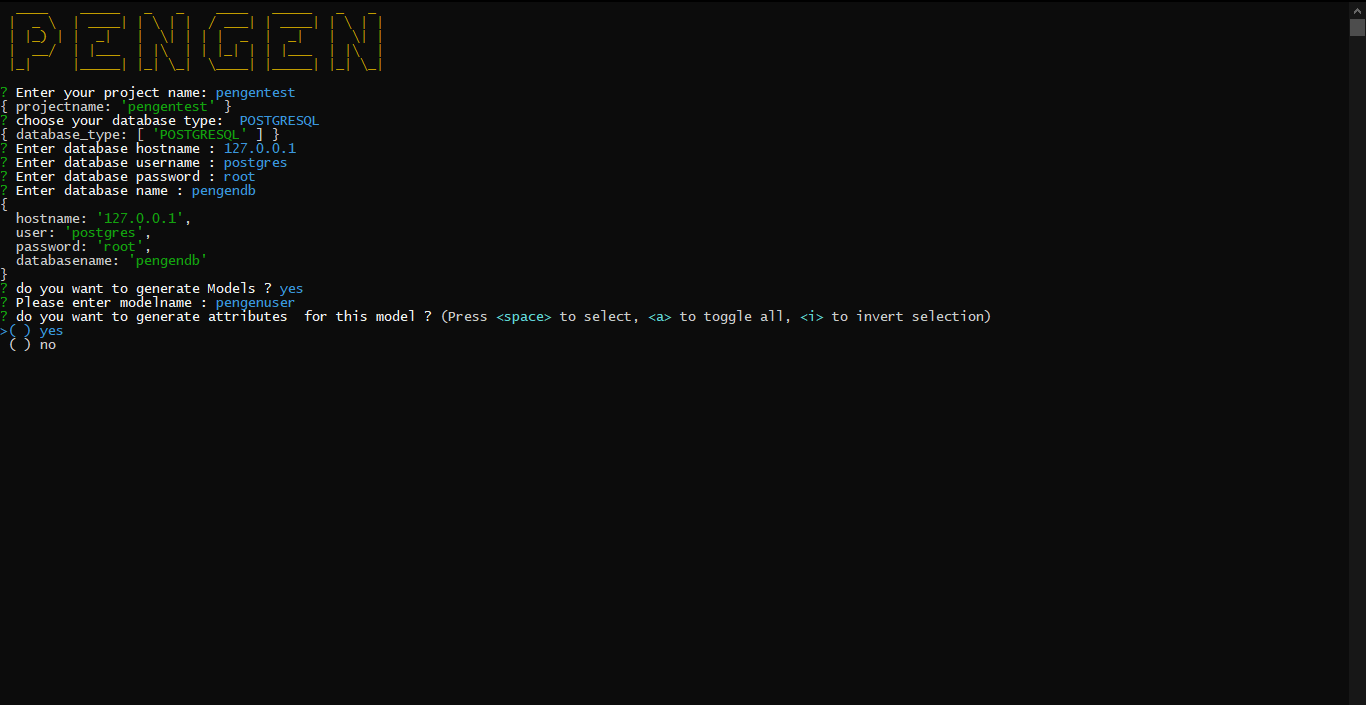 PENGEN
? Enter your project name: pengentest
{ projectname: 'pengentest' }
? choose your database type:  POSTGRESQL
{ database_type: [ 'POSTGRESQL' ] }
? Enter database hostname : 127.0.0.1
? Enter database username : postgres
? Enter database password : root
? Enter database name : pengendb
{
  hostname: '127.0.0.1',
  user: 'postgres',
  password: 'root',
  databasename: 'pengendb'
}
? do you want to generate Models ? yes
? Please enter modelname : pengenuser
? do you want to generate attributes  for this model ? (Press <space> to select, <a> to toggle all, <i> to invert selection)
>( ) yes
 ( ) no